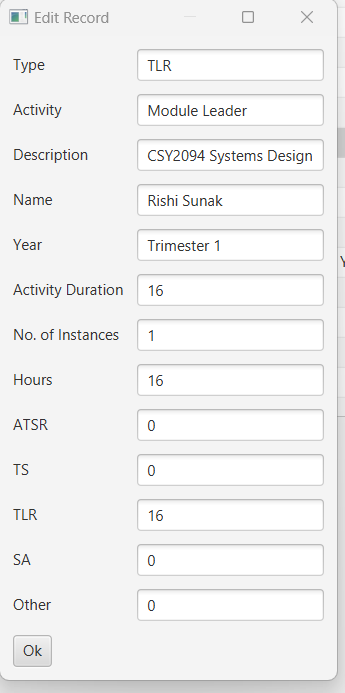 Edit Record
Type TLR
Activity Module Leader
Description CSY2094 Systems Design
Name Rishi Sunak
Year Trimester 1
Activity Duration 16
No. of Instances 1
Hours 16
ATSR 0
TS 0
TLR 16
SA 0
Other 0
Ok